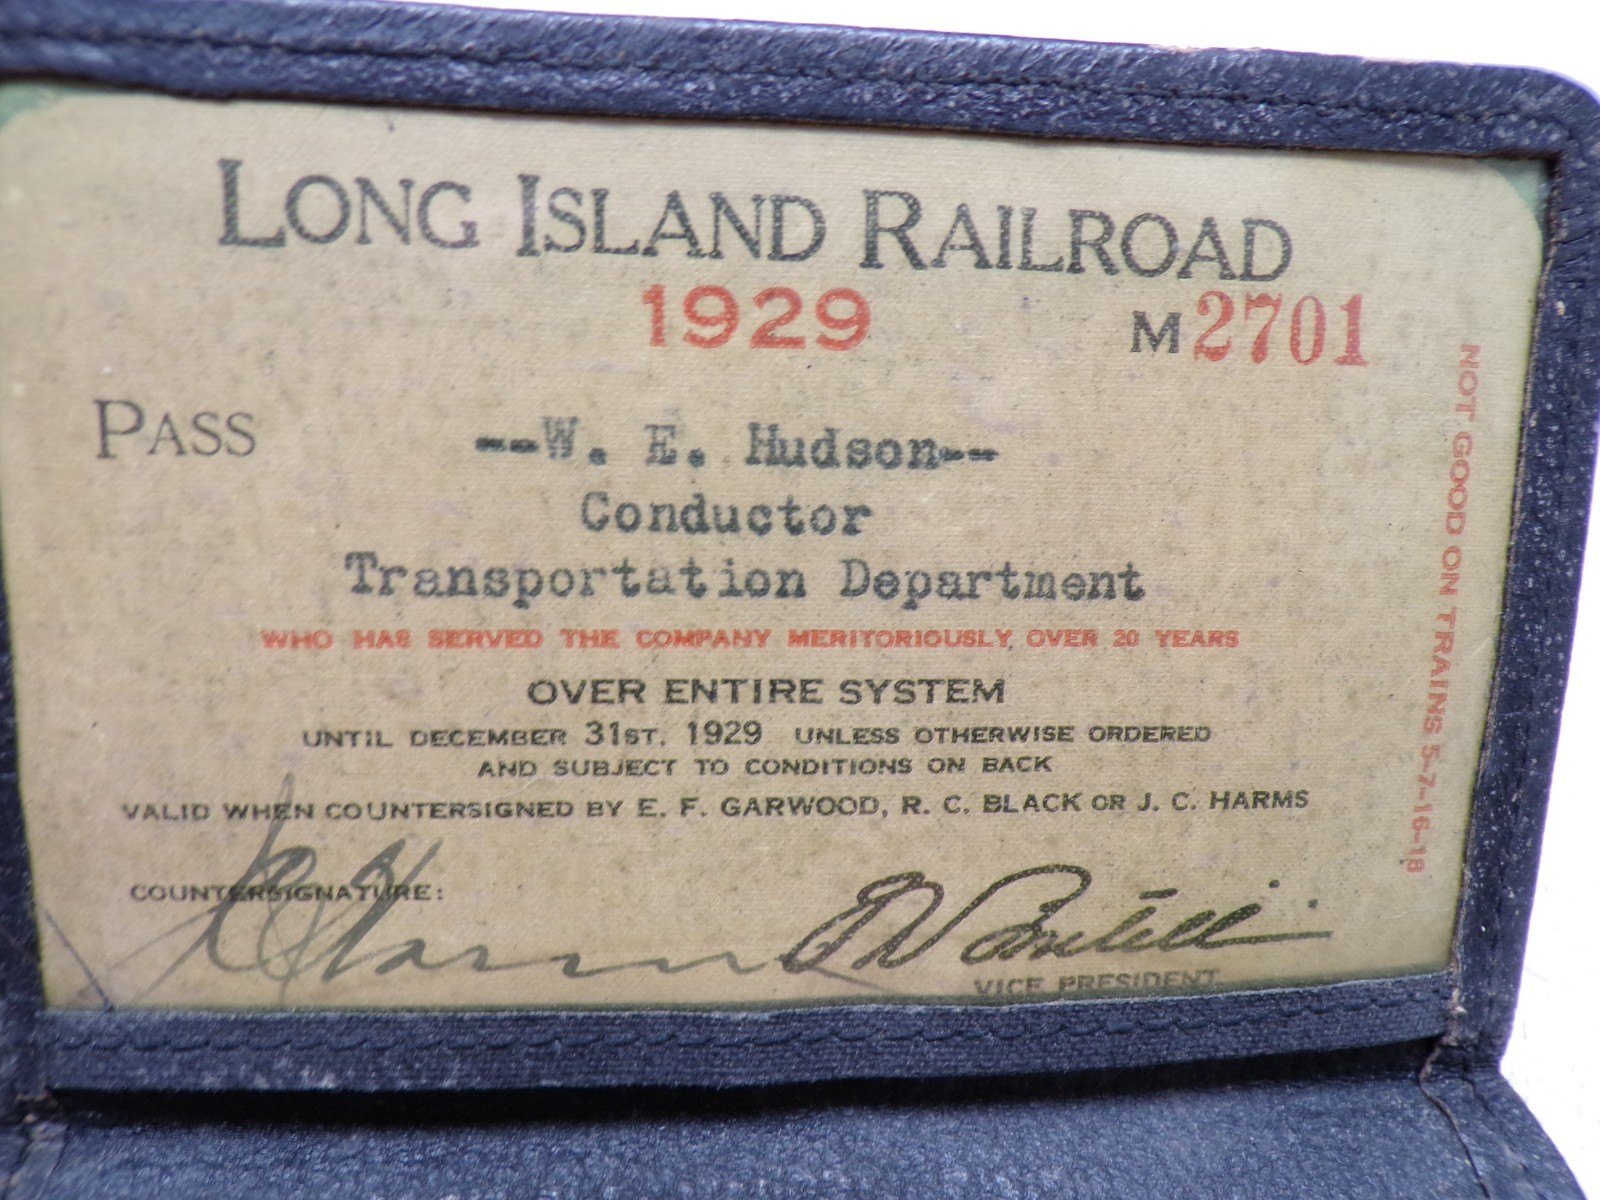 LONG ISLAND RAILROAD
1929
M2701
PASS
--W. E. Hudson--
Conductor
Transportation Department
WHO HAS SERVED THE COMPANY MERITORIOUSLY OVER 20 YEARS
OVER ENTIRE SYSTEM
UNTIL DECEMBER 31ST, 1929 UNLESS OTHERWISE ORDERED
AND SUBJECT TO CONDITIONS ON BACK
VALID WHEN COUNTERSIGNED BY E. F. GARWOOD, R. C. BLACK OR J. C. HARMS
COUNTERSIGNATURE:
J C Harms
VICE PRESIDENT
NOT GOOD ON TRAINS 5-7-16-18